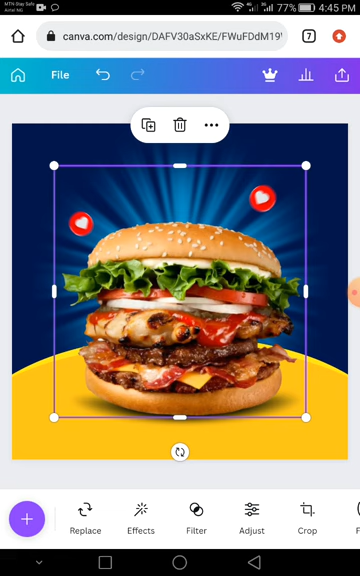 MTN-Stay Safe
Airtel NG
77% 4:45 PM
canva.com/design/DAFV30aSxKE/FWuFDdM19
7
File
Replace
Effects
Filter
Adjust
Crop